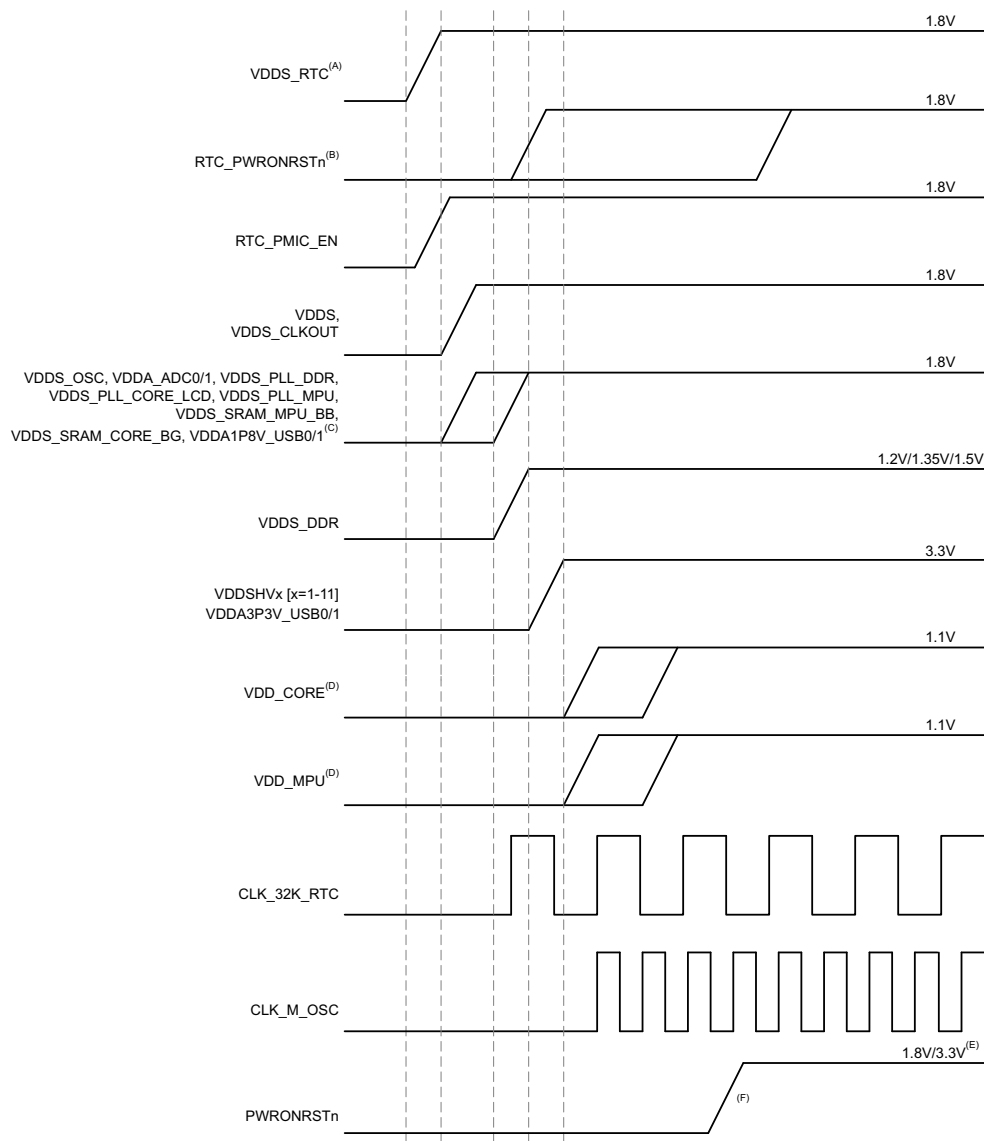 1.8V
VDDS_RTC(A)
1.8V
RTC_PWRONRSTn(B)
1.8V
RTC_PMIC_EN
1.8V
VDDS,
VDDS_CLKOUT
1.8V
VDDS_OSC, VDDA_ADC0/1, VDDS_PLL_DDR,
VDDS_PLL_CORE_LCD, VDDS_PLL_MPU,
VDDS_SRAM_MPU_BB,
VDDS_SRAM_CORE_BG, VDDA1P8V_USB0/1(C)
1.2V/1.35V/1.5V
VDDS_DDR
3.3V
VDDSHVx [x=1-11]
VDDA3P3V_USB0/1
1.1V
VDD_CORE(D)
1.1V
VDD_MPU(D)
CLK_32K_RTC
CLK_M_OSC
1.8V/3.3V(E)
(F)
PWRONRSTn